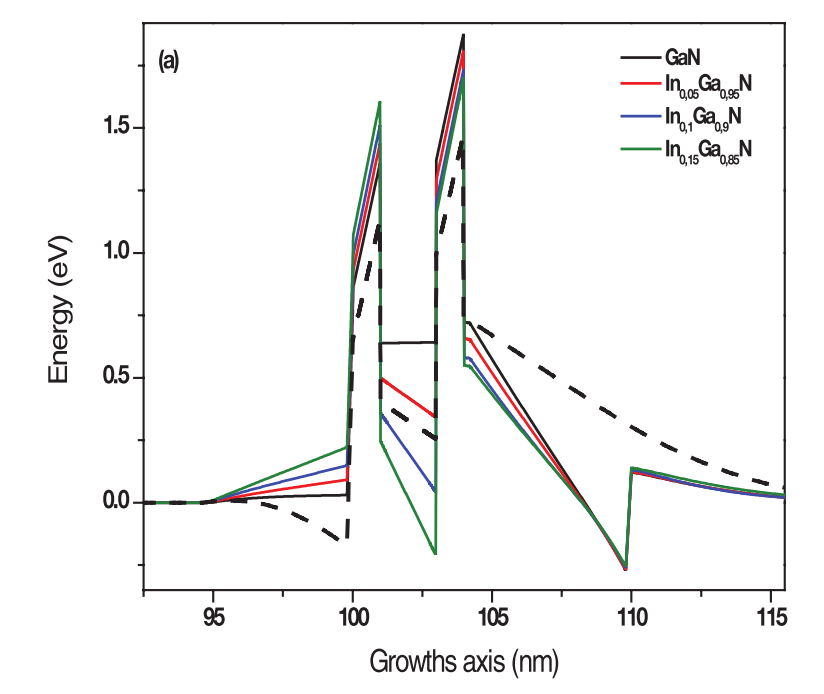 (a)
GaN
In0,05Ga0,95N
In0,1Ga0,9N
In0,15Ga0,85N
1.5
1.0
0.5
0.0
Energy (eV)
95 100 105 110 115
Growths axis (nm)